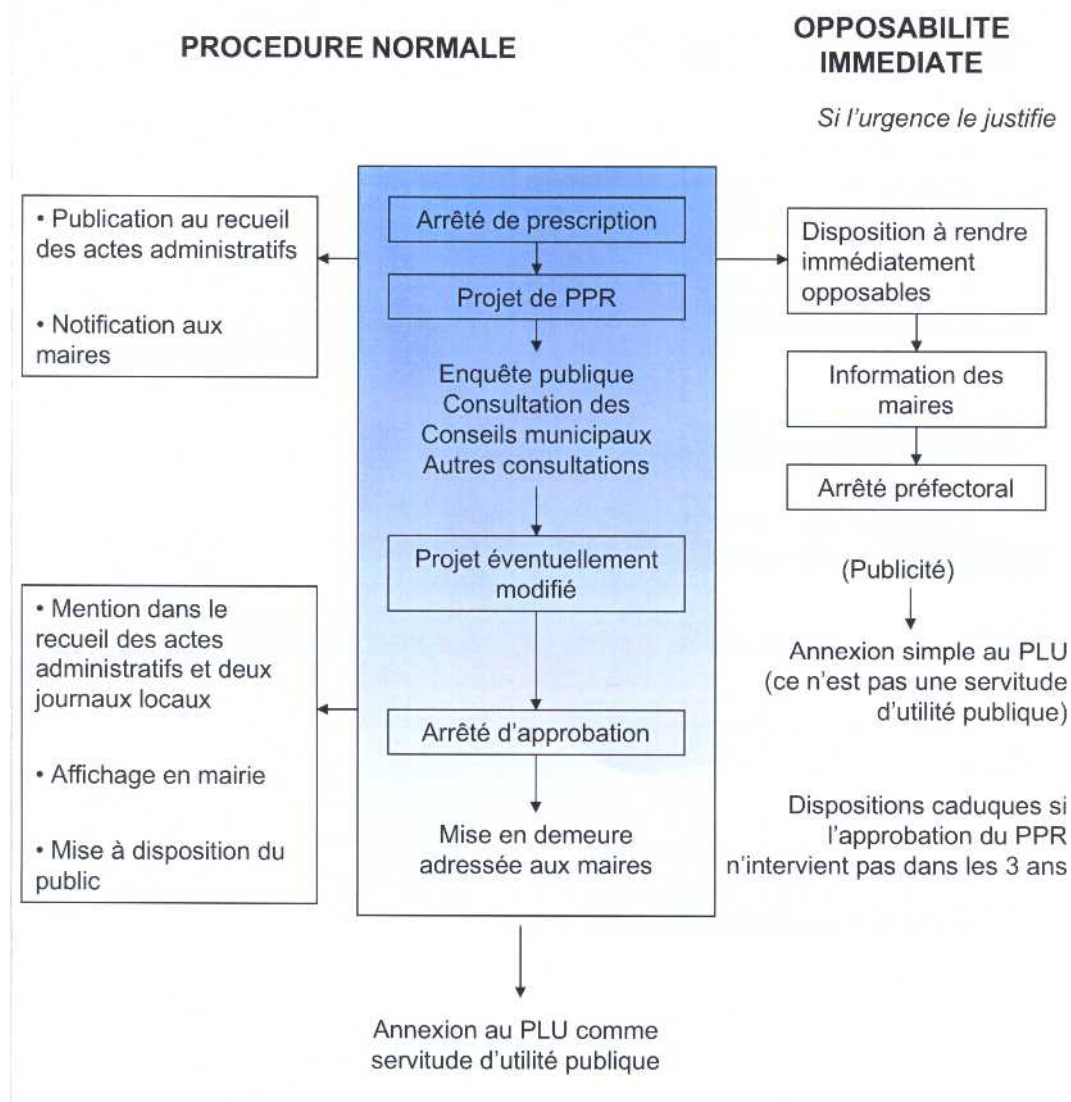 PROCEDURE NORMALE
OPPOSABILITE
IMMEDIATE
Si l'urgence le justifie
• Publication au recueil
des actes administratifs
• Notification aux
maires
Arrêté de prescription
Projet de PPR
Enquête publique
Consultation des
Conseils municipaux
Autres consultations
Projet éventuellement
modifié
Arrêté d'approbation
Mise en demeure
adressée aux maires
• Mention dans le
recueil des actes
administratifs et deux
journaux locaux
• Affichage en mairie
• Mise à disposition du
public
Annexion au PLU comme
servitude d'utilité publique
Disposition à rendre
immédiatement
opposables
Information des
maires
Arrêté préfectoral
(Publicité)
Annexion simple au PLU
(ce n'est pas une servitude
d'utilité publique)
Dispositions caduques si
l'approbation du PPR
n'intervient pas dans les 3 ans